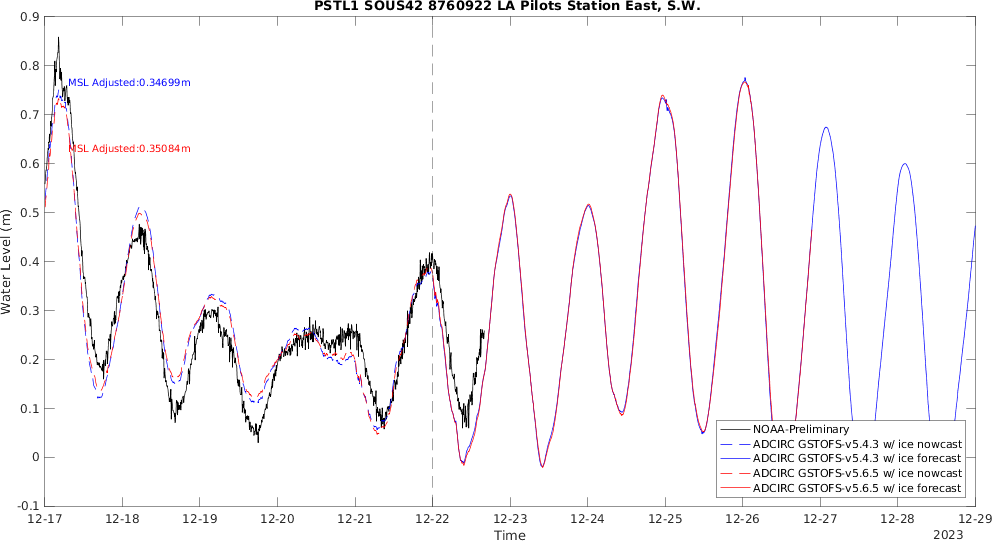 PSTL1 SOUS42 8760922 LA Pilots Station East, S.W.
0.9
0.8
0.7
0.6
0.5
0.4
0.3
0.2
0.1
0
-0.1
Water Level (m)
MSL Adjusted:0.34699m
MSL Adjusted:0.35084m
NOAA-Preliminary
ADCIRC GSTOFS-v5.4.3 w/ ice nowcast
ADCIRC GSTOFS-v5.4.3 w/ ice forecast
ADCIRC GSTOFS-v5.6.5 w/ ice nowcast
ADCIRC GSTOFS-v5.6.5 w/ ice forecast
12-17 12-18 12-19 12-20 12-21 12-22 12-23 12-24 12-25 12-26 12-27 12-28 12-29
Time
2023